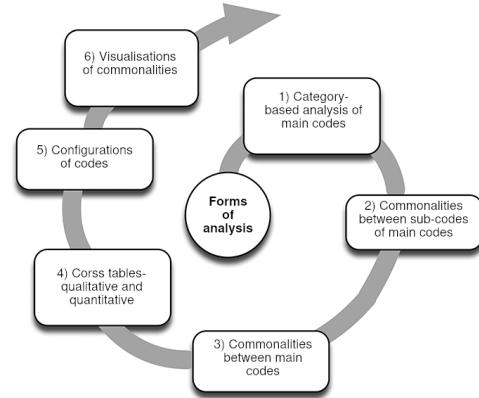 6) Visualisations
of commonalities
1) Category-
based analysis of
main codes
5) Configurations
of codes
Forms
of
analysis
2) Commonalities
between sub-codes
of main codes
4) Corss tables-
qualitative and
quantitative
3) Commonalities
between main
codes